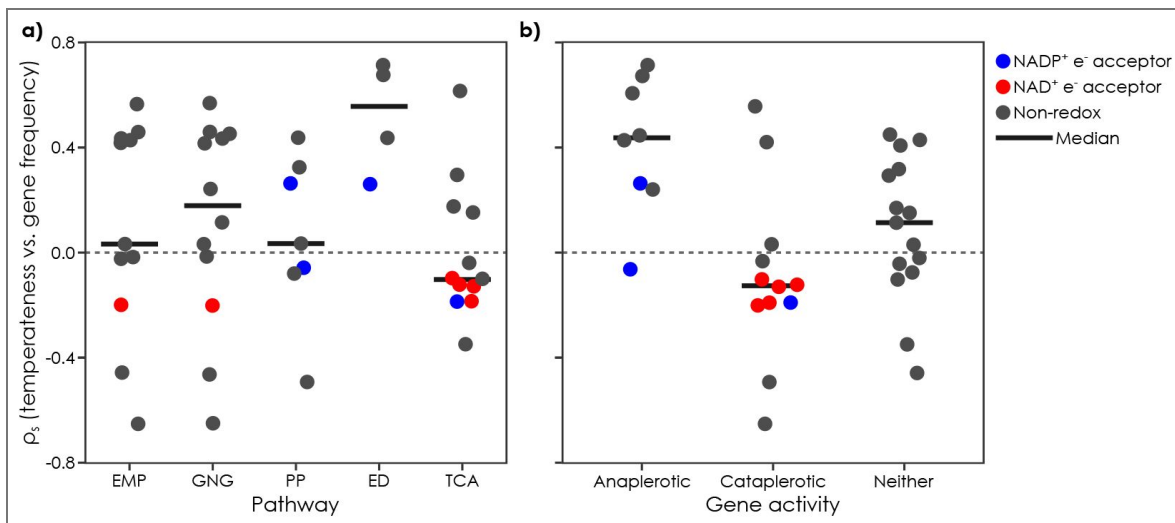 a)
ρs (temperateness vs. gene frequency)
0.8
0.4
0.0
-0.4
-0.8
EMP GNG PP ED TCA
Pathway
b)
Anaplerotic Cataplerotic Neither
Gene activity
NADP+ e- acceptor
NAD+ e- acceptor
Non-redox
Median